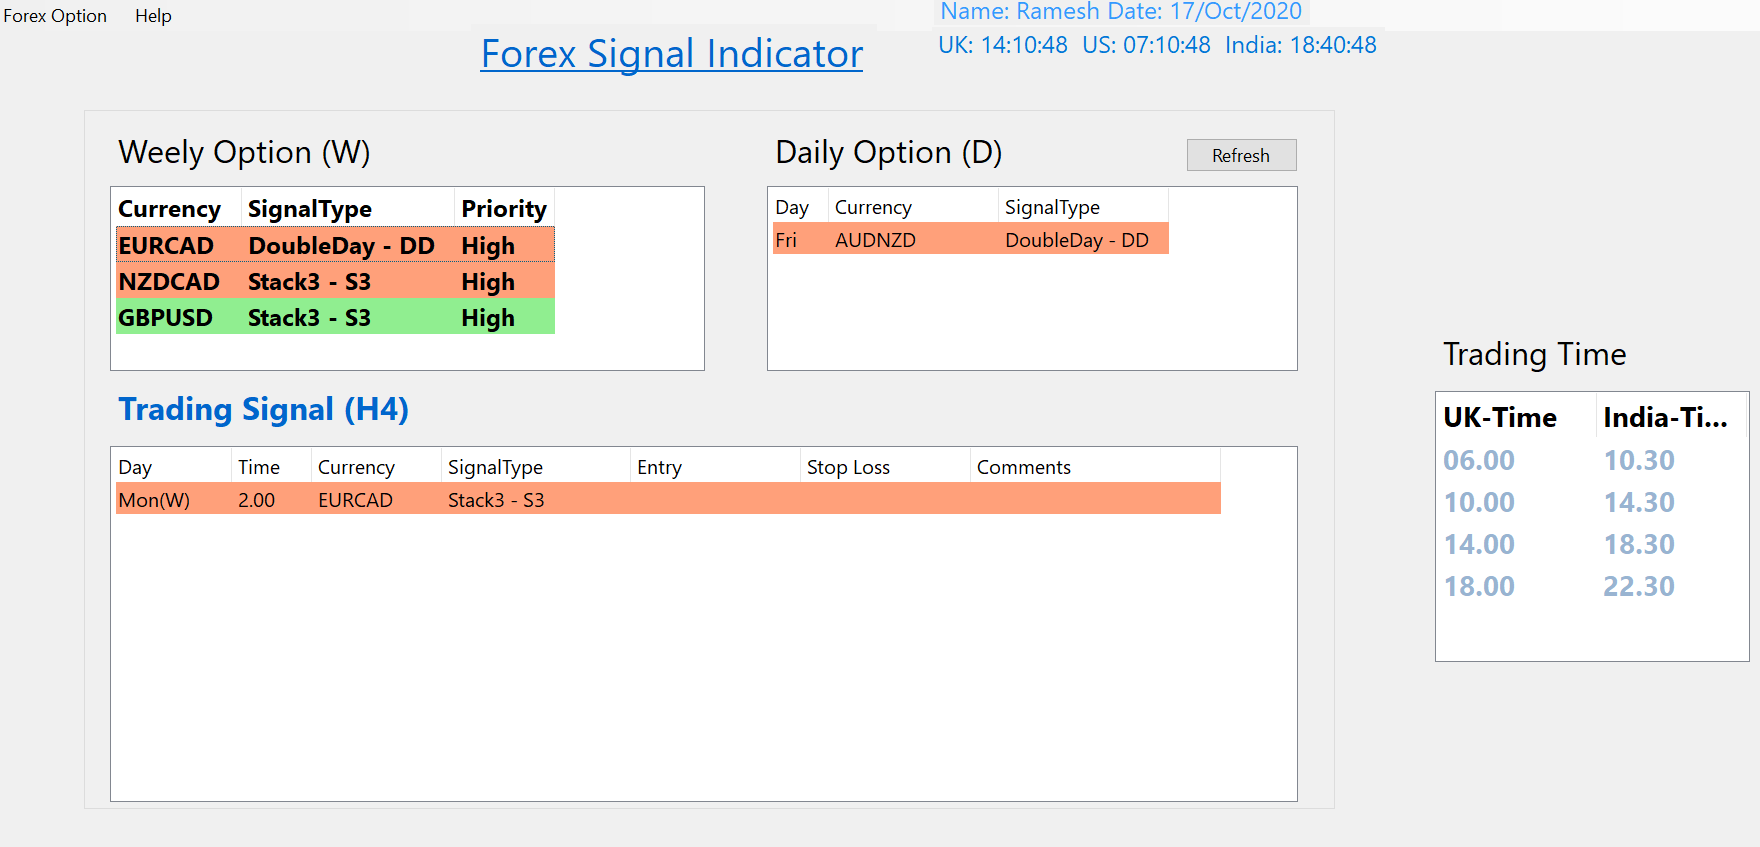 Forex Option Help
Name: Ramesh Date: 17/Oct/2020
Forex Signal Indicator
UK: 14:10:48 US: 07:10:48 India: 18:40:48
Weely Option (W)
Currency SignalType Priority
EURCAD DoubleDay - DD High
NZDCAD Stack3 - S3 High
GBPUSD Stack3 - S3 High
Daily Option (D) Refresh
Day Currency SignalType
Fri AUDNZD DoubleDay - DD
Trading Signal (H4)
Day Time Currency SignalType Entry Stop Loss Comments
Mon(W) 2.00 EURCAD Stack3 - S3
Trading Time
UK-Time India-Ti...
06.00 10.30
10.00 14.30
14.00 18.30
18.00 22.30